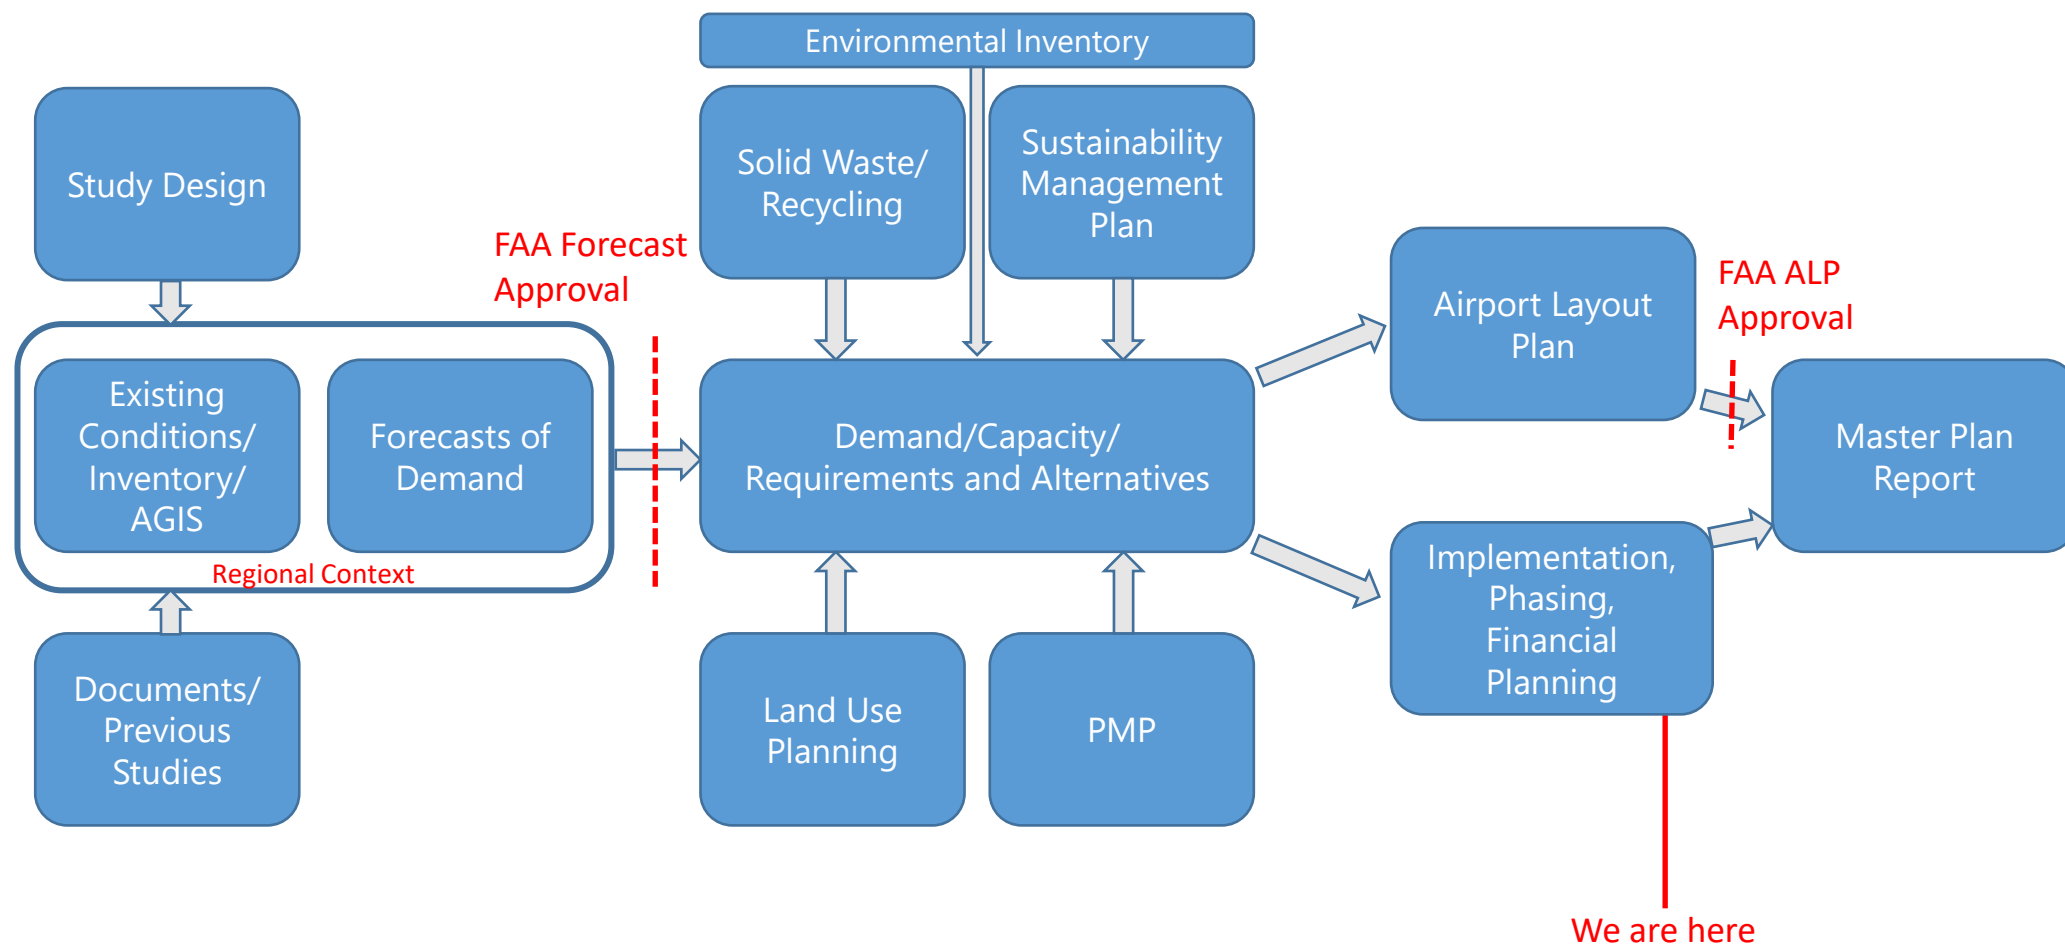 Environmental Inventory
Study Design
Solid Waste/
Recycling
Sustainability
Management
Plan
FAA Forecast
Approval
Airport Layout
Plan
FAA ALP
Approval
Existing
Conditions/
Inventory/
AGIS
Forecasts of
Demand
Regional Context
Demand/Capacity/
Requirements and Alternatives
Master Plan
Report
Implementation,
Phasing,
Financial
Planning
Documents/
Previous
Studies
Land Use
Planning
PMP
We are here